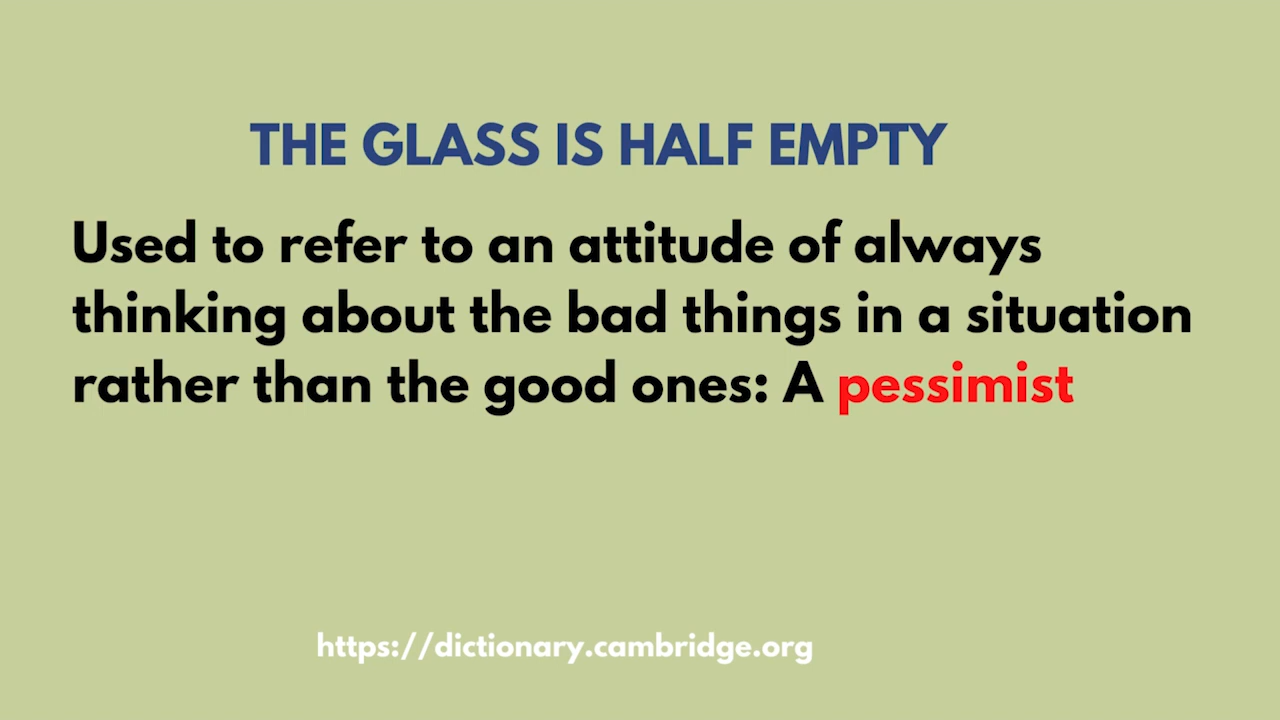 THE GLASS IS HALF EMPTY
Used to refer to an attitude of always
thinking about the bad things in a situation
rather than the good ones: A pessimist
https://dictionary.cambridge.org